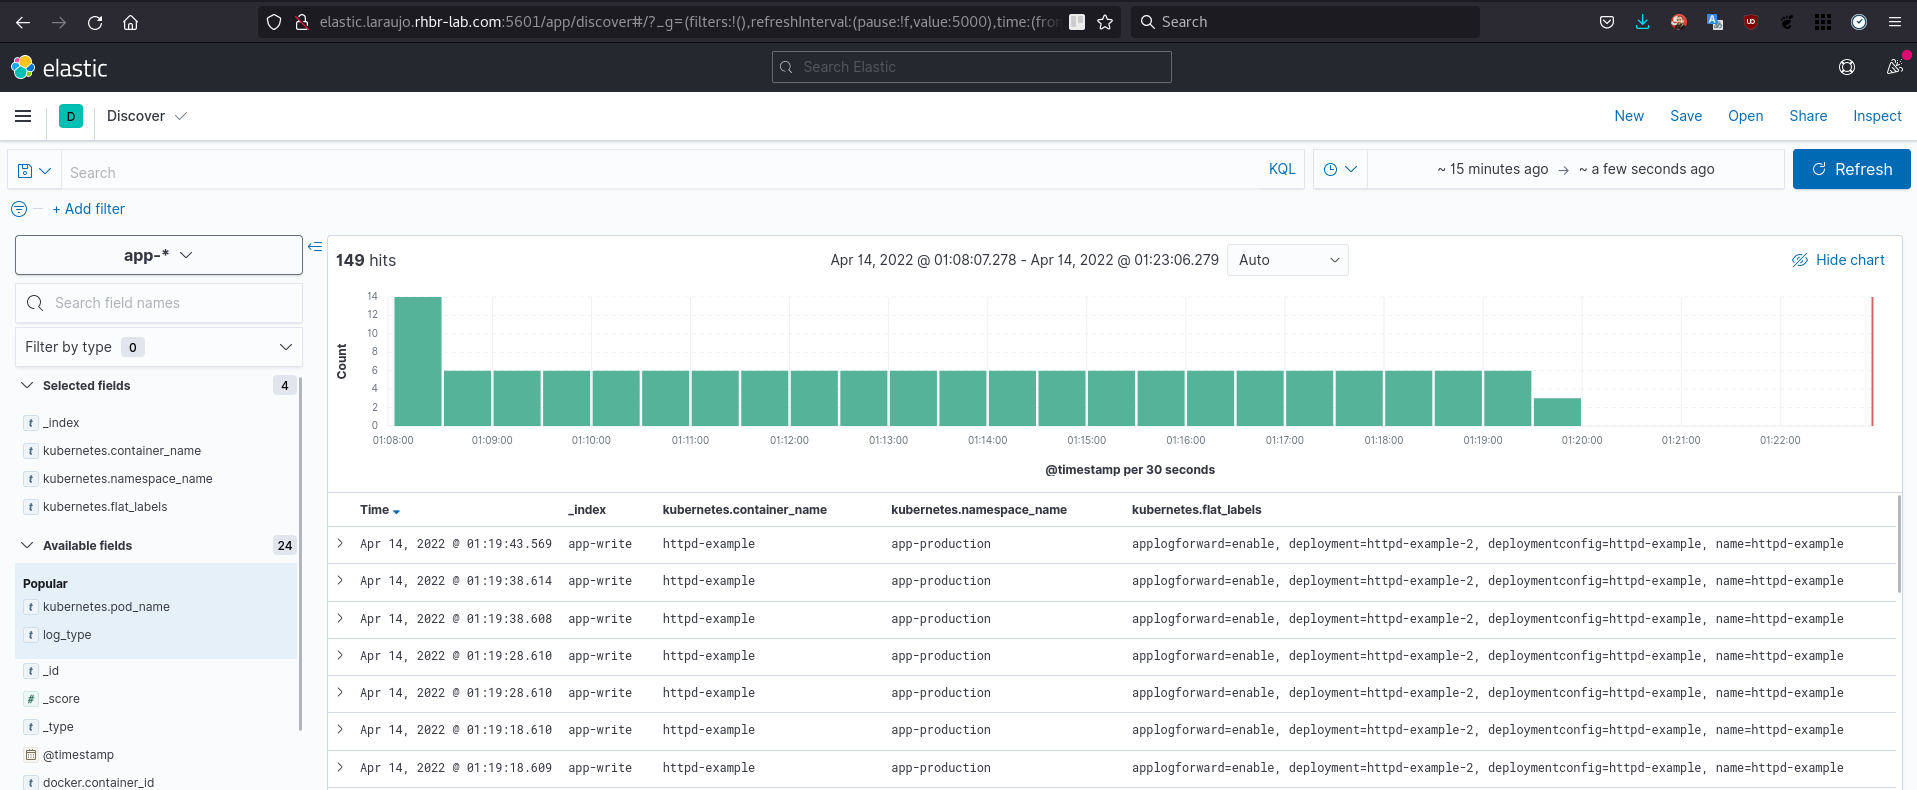 elastic.laraujo.rhbr-lab.com:5601/app/discover#/?_g=(filters:!(),refreshInterval:(pause:!f,value:5000),time:(fro
Search
elastic
Search Elastic
D Discover
New Save Open Share Inspect
Search
KQL
~ 15 minutes ago → ~ a few seconds ago
Refresh
+ Add filter
app-*
Search field names
Filter by type 0
Selected fields 4
t _index
t kubernetes.container_name
t kubernetes.namespace_name
t kubernetes.flat_labels
Available fields 24
Popular
t kubernetes.pod_name
t log_type
t _id
# _score
t _type
@timestamp
t docker.container_id
149 hits
Apr 14, 2022 @ 01:08:07.278 - Apr 14, 2022 @ 01:23:06.279
Auto
Hide chart
Count
14
12
10
8
6
4
2
0
01:08:00 01:09:00 01:10:00 01:11:00 01:12:00 01:13:00 01:14:00 01:15:00 01:16:00 01:17:00 01:18:00 01:19:00 01:20:00 01:21:00 01:22:00
@timestamp per 30 seconds
Time _index kubernetes.container_name kubernetes.namespace_name kubernetes.flat_labels
Apr 14, 2022 @ 01:19:43.569 app-write httpd-example app-production applogforward=enable, deployment=httpd-example-2, deploymentconfig=httpd-example, name=httpd-example
Apr 14, 2022 @ 01:19:38.614 app-write httpd-example app-production applogforward=enable, deployment=httpd-example-2, deploymentconfig=httpd-example, name=httpd-example
Apr 14, 2022 @ 01:19:38.608 app-write httpd-example app-production applogforward=enable, deployment=httpd-example-2, deploymentconfig=httpd-example, name=httpd-example
Apr 14, 2022 @ 01:19:28.610 app-write httpd-example app-production applogforward=enable, deployment=httpd-example-2, deploymentconfig=httpd-example, name=httpd-example
Apr 14, 2022 @ 01:19:28.610 app-write httpd-example app-production applogforward=enable, deployment=httpd-example-2, deploymentconfig=httpd-example, name=httpd-example
Apr 14, 2022 @ 01:19:18.610 app-write httpd-example app-production applogforward=enable, deployment=httpd-example-2, deploymentconfig=httpd-example, name=httpd-example
Apr 14, 2022 @ 01:19:18.609 app-write httpd-example app-production applogforward=enable, deployment=httpd-example-2, deploymentconfig=httpd-example, name=httpd-example